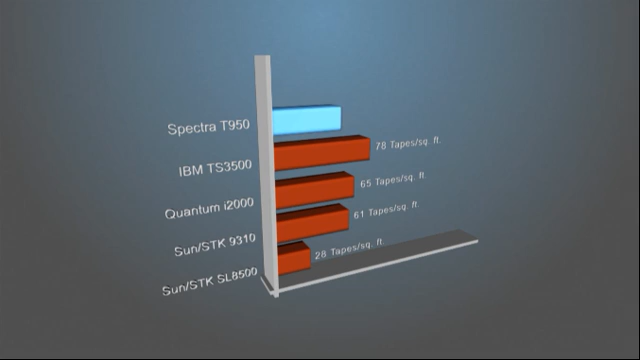 Spectra T950
IBM TS3500 78 Tapes/sq. ft.
Quantum i2000 65 Tapes/sq. ft.
Sun/STK 9310 61 Tapes/sq. ft.
Sun/STK SL8500 28 Tapes/sq. ft.